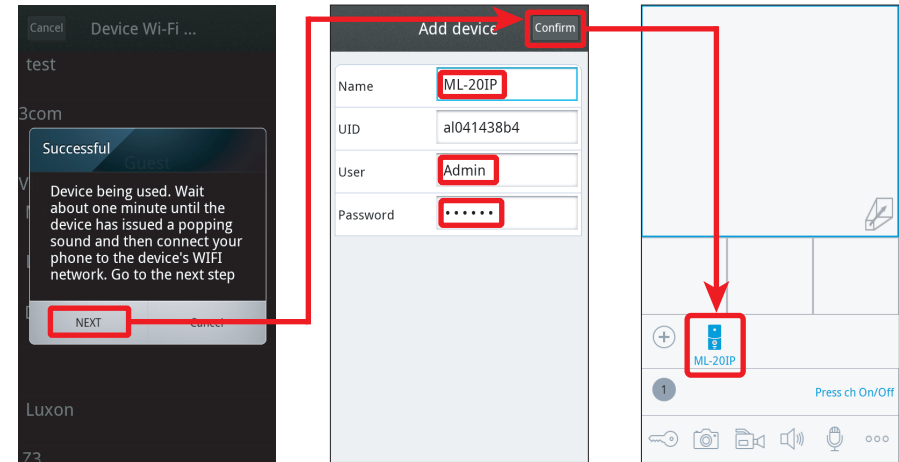 Cancel Device Wi-Fi ...
test
3com
Successful
Guest
Device being used. Wait
about one minute until the
device has issued a popping
sound and then connect your
phone to the device's WIFI
network. Go to the next step
NEXT Cancel
Luxon
Z3
Add device Confirm
Name ML-20IP
UID al041438b4
User Admin
Password ••••••
ML-20IP
1 Press ch On/Off